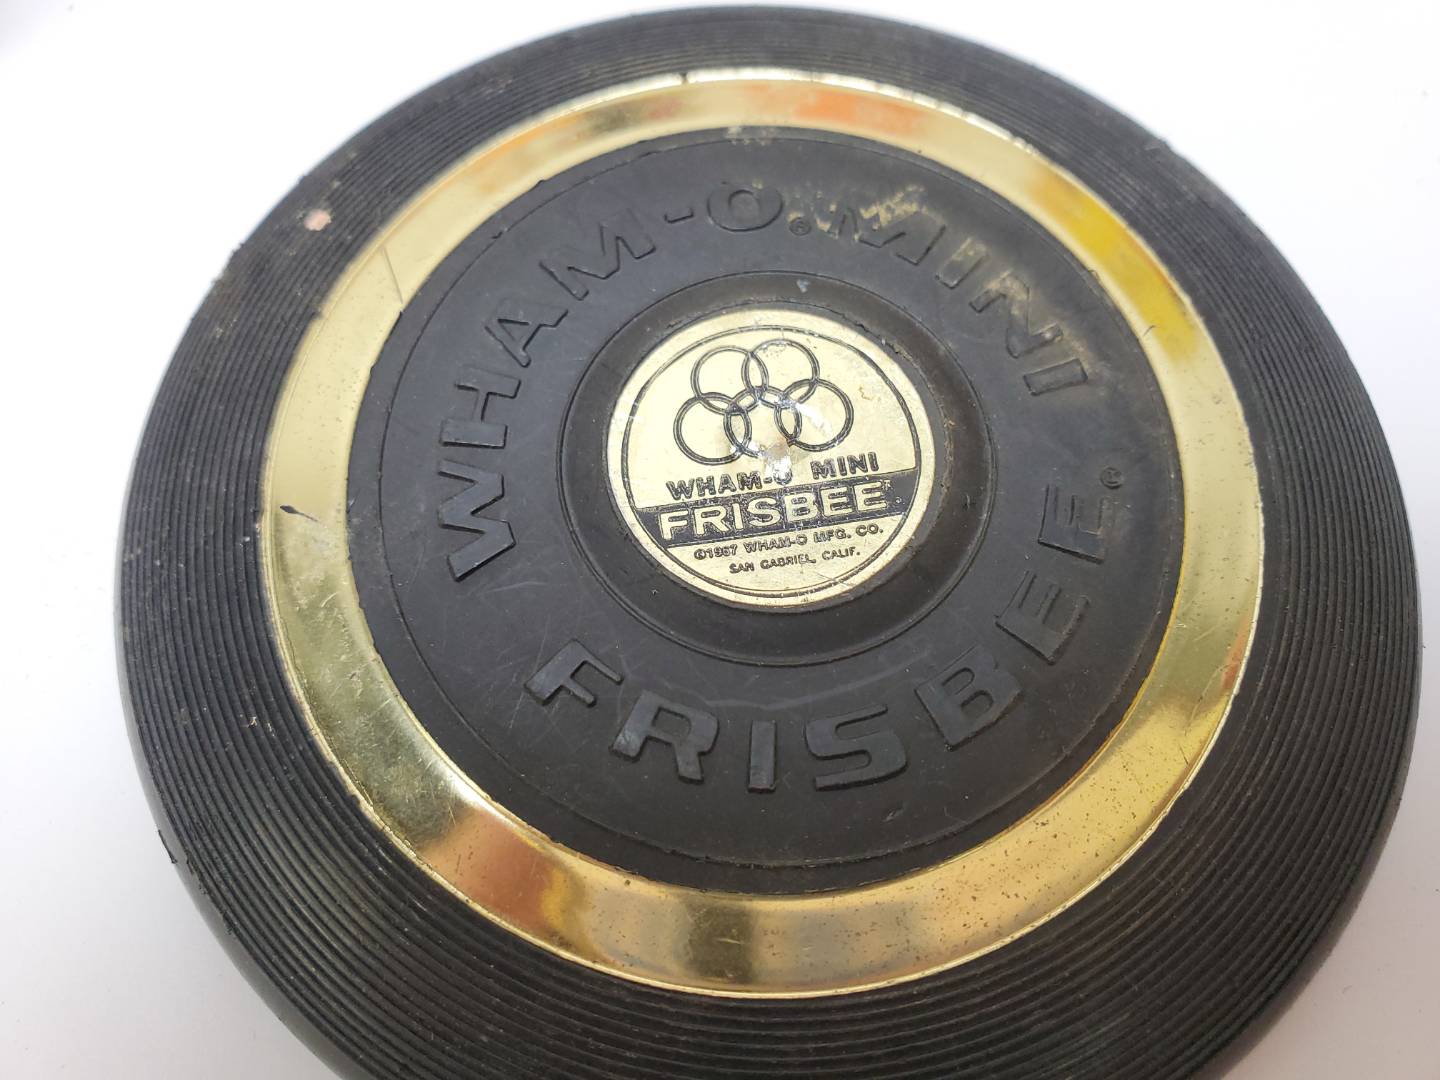 WHAM-O® MINI
FRISBEE®
WHAM-O MINI
FRISBEE
©1967 WHAM-O MFG. CO.
SAN GABRIEL, CALIF.